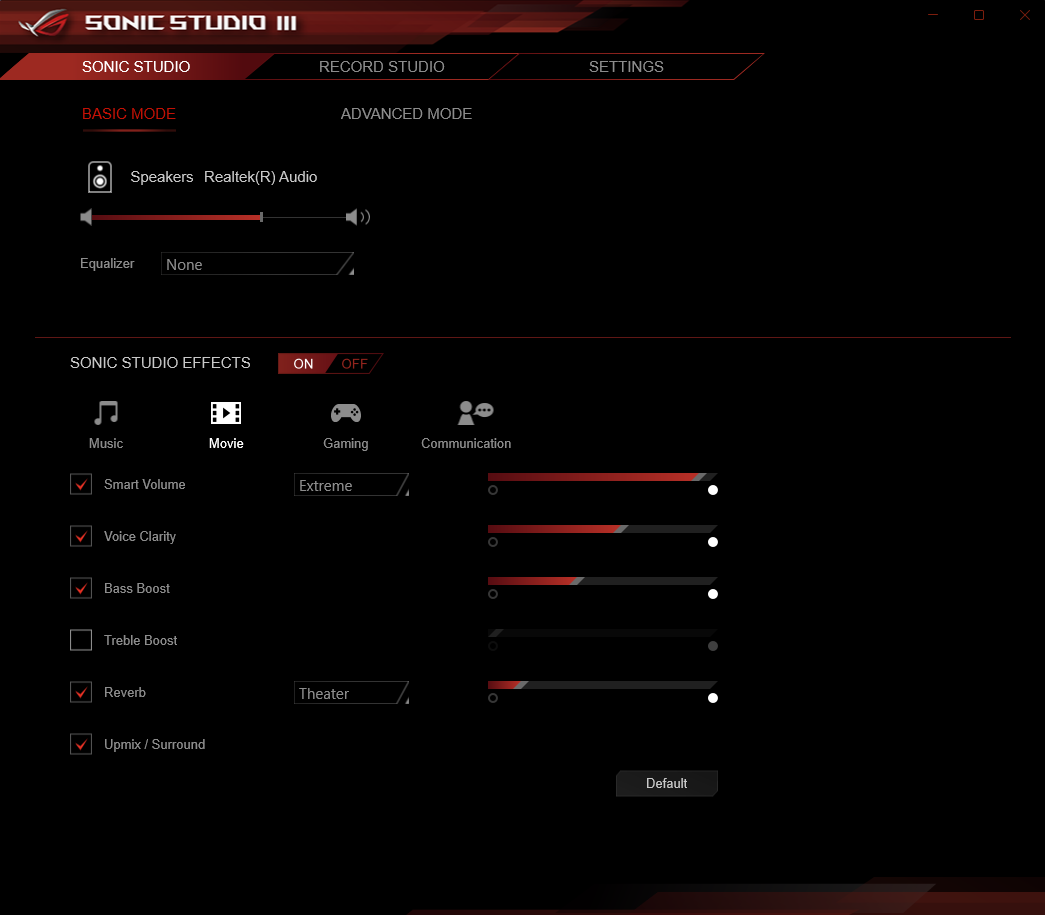 SONIC STUDIO III
SONIC STUDIO RECORD STUDIO SETTINGS
BASIC MODE ADVANCED MODE
Speakers Realtek(R) Audio
Equalizer None
SONIC STUDIO EFFECTS ON OFF
Music Movie Gaming Communication
Smart Volume Extreme
Voice Clarity
Bass Boost
Treble Boost
Reverb Theater
Upmix / Surround
Default